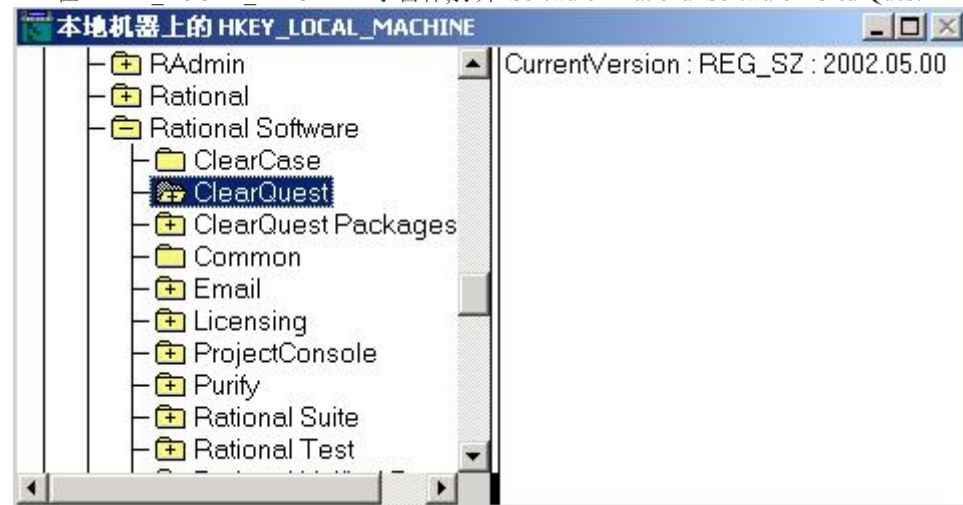 本地机器上的 HKEY_LOCAL_MACHINE
RAdmin
Rational
Rational Software
ClearCase
ClearQuest
ClearQuest Packages
Common
Email
Licensing
ProjectConsole
Purify
Rational Suite
Rational Test
CurrentVersion : REG_SZ : 2002.05.00